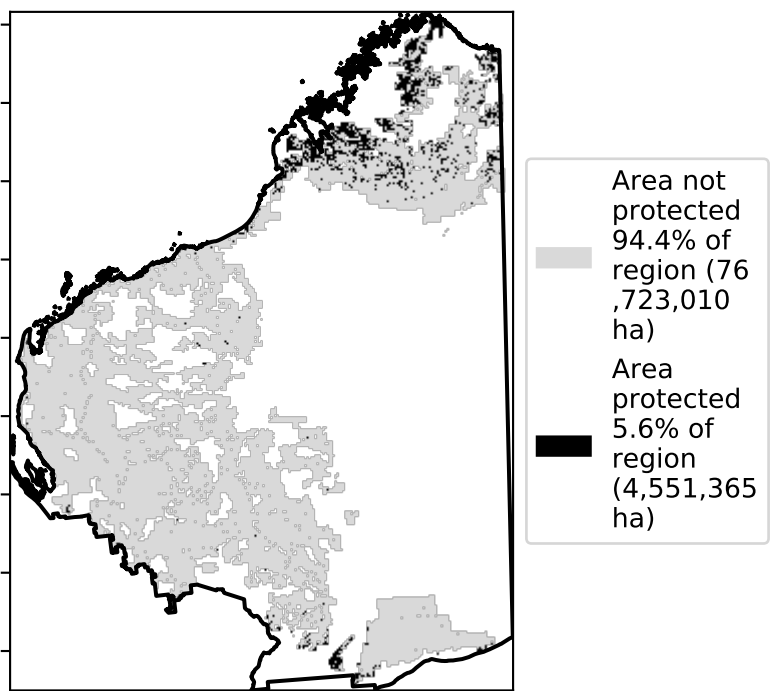 Area not
protected
94.4% of
region (76
,723,010
ha)
Area
protected
5.6% of
region
(4,551,365
ha)